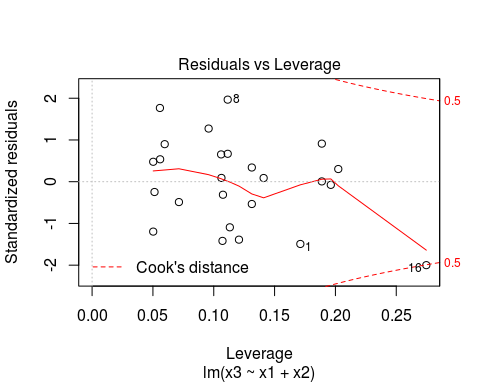 Residuals vs Leverage
Standardized residuals
2
1
0
-1
-2
8
1
16
0.5
0.5
Cook's distance
0.00 0.05 0.10 0.15 0.20 0.25
Leverage
lm(x3 ~ x1 + x2)